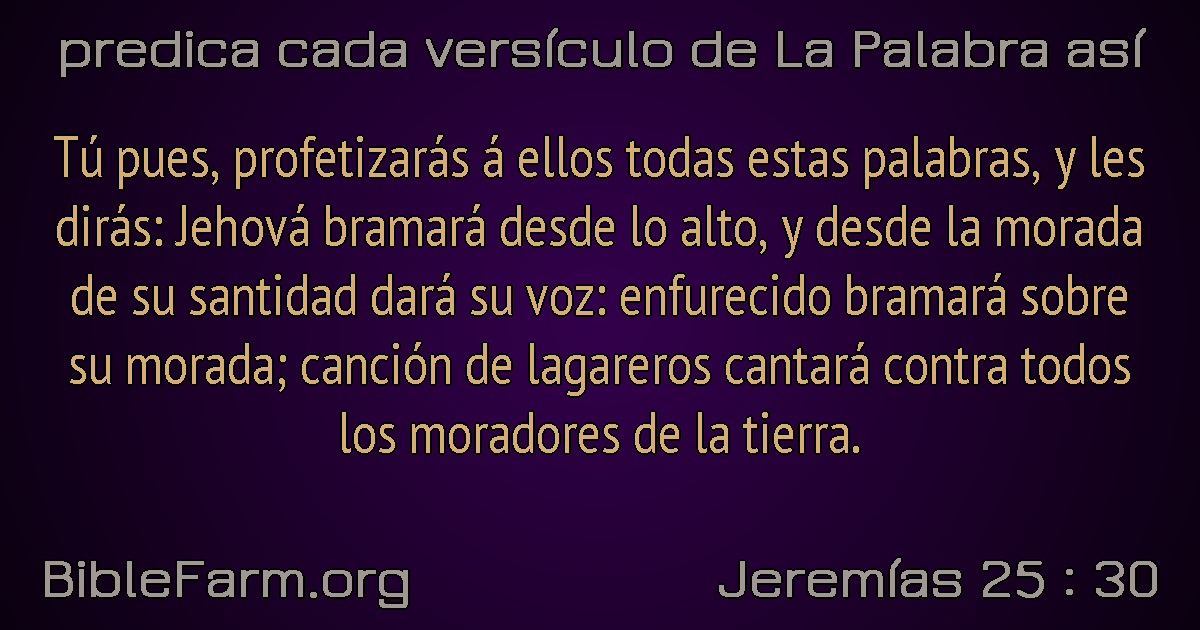 predica cada versículo de La Palabra así
Tú pues, profetizarás á ellos todas estas palabras, y les
dirás: Jehová bramará desde lo alto, y desde la morada
de su santidad dará su voz: enfurecido bramará sobre
su morada; canción de lagareros cantará contra todos
los moradores de la tierra.
BibleFarm.org
Jeremías 25 : 30